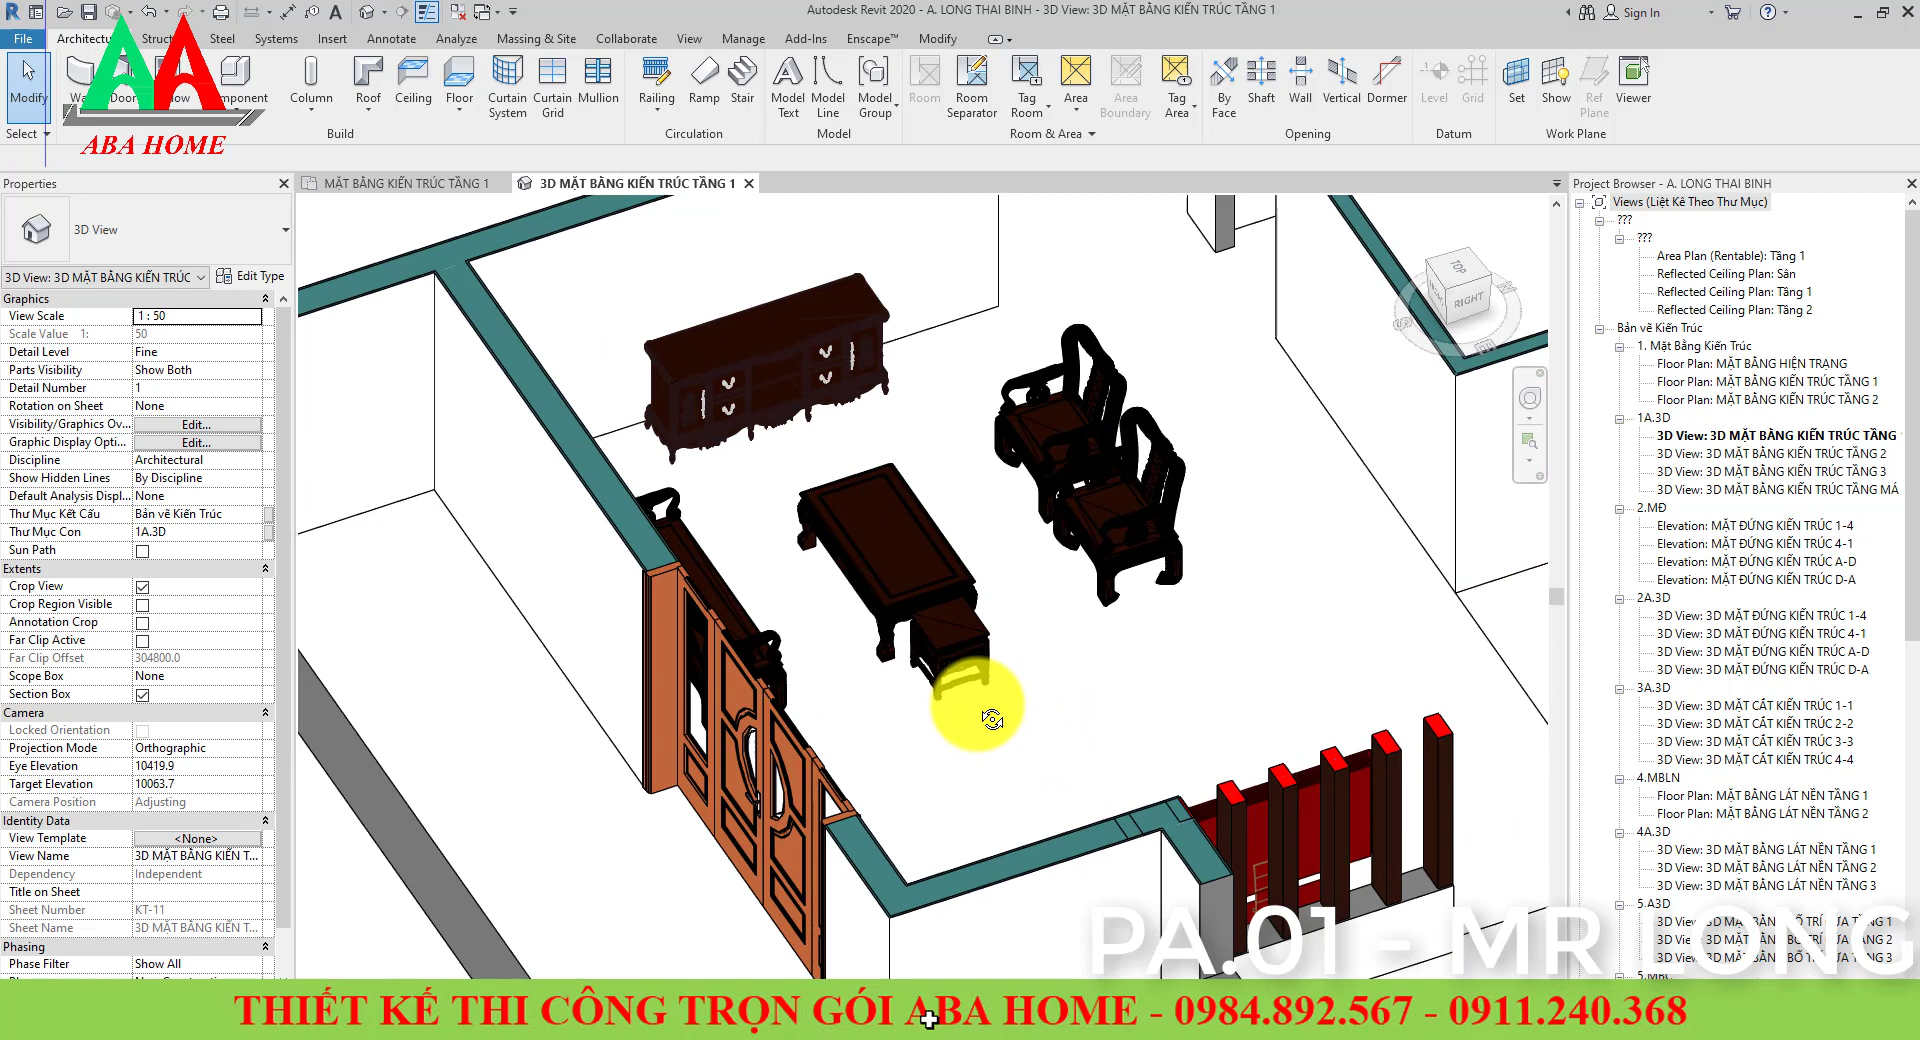 Autodesk Revit 2020 - A. LONG THAI BINH - 3D View: 3D MẶT BẰNG KIẾN TRÚC TẦNG 1
Sign In
File
Steel
Systems
Insert
Annotate
Analyze
Massing & Site
Collaborate
View
Manage
Add-Ins
Enscape™
Modify
Modify
Column
Roof
Ceiling
Floor
Curtain System
Curtain Grid
Mullion
Railing
Ramp
Stair
Model Text
Model Line
Model Group
Room
Room Separator
Tag Room
Area
Area Boundary
Tag Area
By Face
Shaft
Wall
Vertical
Dormer
Level
Grid
Set
Show
Ref Plane
Viewer
Select
Build
Circulation
Model
Room & Area
Opening
Datum
Work Plane
AA
ABA HOME
Properties
3D View
3D View: 3D MẶT BẰNG KIẾN TRÚC
Edit Type
Graphics
View Scale 1 : 50
Scale Value 1: 50
Detail Level Fine
Parts Visibility Show Both
Detail Number 1
Rotation on Sheet None
Visibility/Graphics Ov... Edit...
Graphic Display Opti... Edit...
Discipline Architectural
Show Hidden Lines By Discipline
Default Analysis Displ... None
Thư Mục Kết Cấu Bản vẽ Kiến Trúc
Thư Mục Con 1A.3D
Sun Path
Extents
Crop View
Crop Region Visible
Annotation Crop
Far Clip Active
Far Clip Offset 304800.0
Scope Box None
Section Box
Camera
Locked Orientation
Projection Mode Orthographic
Eye Elevation 10419.9
Target Elevation 10063.7
Camera Position Adjusting
Identity Data
View Template <None>
View Name 3D MẶT BẰNG KIẾN T...
Dependency Independent
Title on Sheet
Sheet Number KT-11
Sheet Name 3D MẶT BẰNG KIẾN T...
Phasing
Phase Filter Show All
MẶT BẰNG KIẾN TRÚC TẦNG 1
3D MẶT BẰNG KIẾN TRÚC TẦNG 1
TOP
RIGHT
Project Browser - A. LONG THAI BINH
Views (Liệt Kê Theo Thư Mục)
???
???
Area Plan (Rentable): Tầng 1
Reflected Ceiling Plan: Sân
Reflected Ceiling Plan: Tầng 1
Reflected Ceiling Plan: Tầng 2
Bản vẽ Kiến Trúc
1. Mặt Bằng Kiến Trúc
Floor Plan: MẶT BẰNG HIỆN TRẠNG
Floor Plan: MẶT BẰNG KIẾN TRÚC TẦNG 1
Floor Plan: MẶT BẰNG KIẾN TRÚC TẦNG 2
1A.3D
3D View: 3D MẶT BẰNG KIẾN TRÚC TẦNG
3D View: 3D MẶT BẰNG KIẾN TRÚC TẦNG 2
3D View: 3D MẶT BẰNG KIẾN TRÚC TẦNG 3
3D View: 3D MẶT BẰNG KIẾN TRÚC TẦNG MÁ
2.MĐ
Elevation: MẶT ĐỨNG KIẾN TRÚC 1-4
Elevation: MẶT ĐỨNG KIẾN TRÚC 4-1
Elevation: MẶT ĐỨNG KIẾN TRÚC A-D
Elevation: MẶT ĐỨNG KIẾN TRÚC D-A
2A.3D
3D View: 3D MẶT ĐỨNG KIẾN TRÚC 1-4
3D View: 3D MẶT ĐỨNG KIẾN TRÚC 4-1
3D View: 3D MẶT ĐỨNG KIẾN TRÚC A-D
3D View: 3D MẶT ĐỨNG KIẾN TRÚC D-A
3A.3D
3D View: 3D MẶT CẮT KIẾN TRÚC 1-1
3D View: 3D MẶT CẮT KIẾN TRÚC 2-2
3D View: 3D MẶT CẮT KIẾN TRÚC 3-3
3D View: 3D MẶT CẮT KIẾN TRÚC 4-4
4.MBLN
Floor Plan: MẶT BẰNG LÁT NỀN TẦNG 1
Floor Plan: MẶT BẰNG LÁT NỀN TẦNG 2
4A.3D
3D View: 3D MẶT BẰNG LÁT NỀN TẦNG 1
3D View: 3D MẶT BẰNG LÁT NỀN TẦNG 2
3D View: 3D MẶT BẰNG LÁT NỀN TẦNG 3
5.A3D
PA.01 - MR LONG
THIẾT KẾ THI CÔNG TRỌN GÓI ABA HOME - 0984.892.567 - 0911.240.368